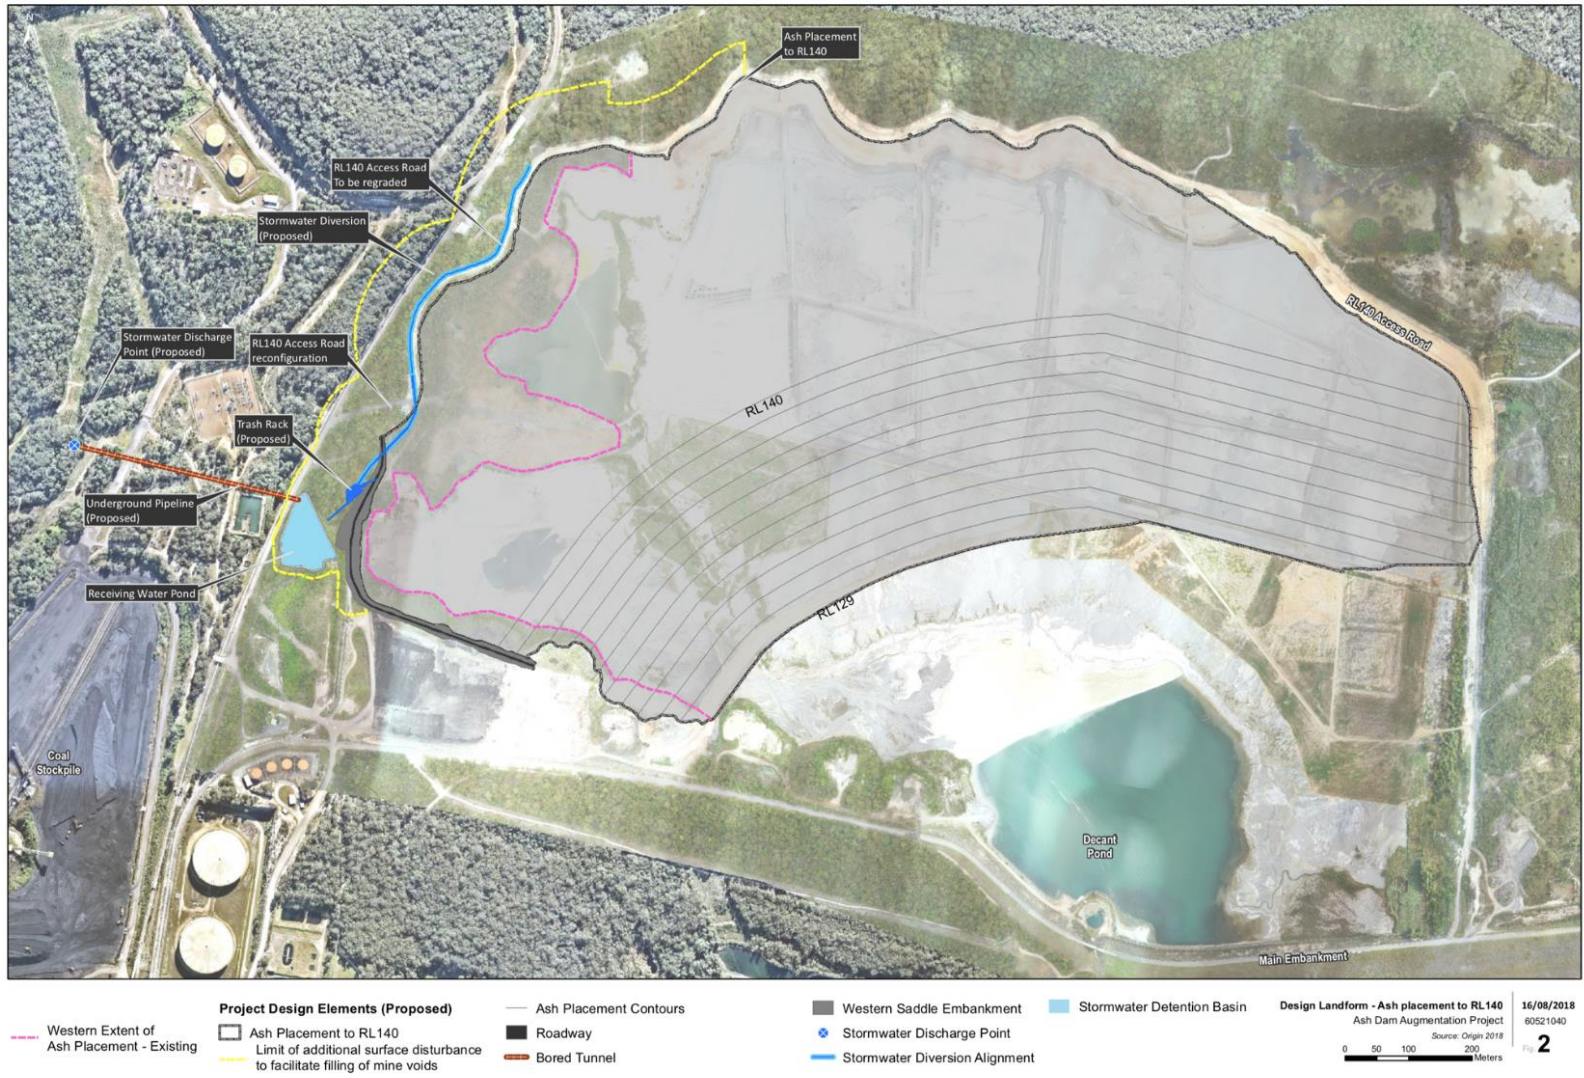 N
Ash Placement
to RL140
RL140 Access Road
To be regraded
Stormwater Diversion
(Proposed)
Stormwater Discharge
Point (Proposed)
RL140 Access Road
reconfiguration
RL140 Access Road
RL140
Trash Rack
(Proposed)
Underground Pipeline
(Proposed)
Receiving Water Pond
RL129
Coal
Stockpile
Decant
Pond
Main Embankment
Western Extent of
Ash Placement - Existing
Project Design Elements (Proposed)
Ash Placement to RL140
Limit of additional surface disturbance
to facilitate filling of mine voids
Ash Placement Contours
Roadway
Bored Tunnel
Western Saddle Embankment
Stormwater Discharge Point
Stormwater Diversion Alignment
Stormwater Detention Basin
Design Landform - Ash placement to RL140
Ash Dam Augmentation Project
Source: Origin 2018
0 50 100 200
Meters
16/08/2018
60521040
Fig. 2